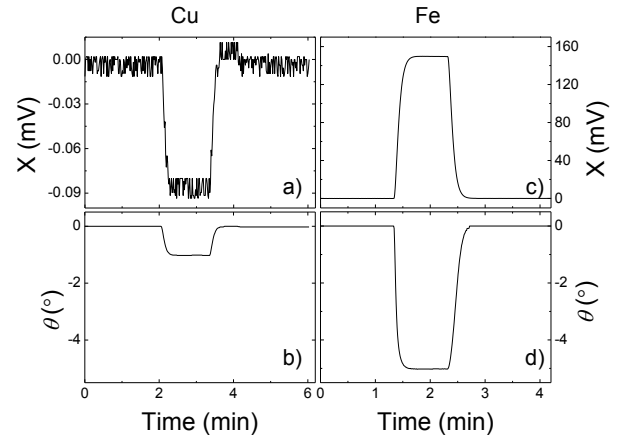 Cu
Fe
0.00
-0.03
-0.06
-0.09
X (mV)
a)
160
120
80
40
0
X (mV)
c)
0
-2
-4
θ (°)
b)
0
-2
-4
θ (°)
d)
0 2 4 6
0 1 2 3 4
Time (min)
Time (min)